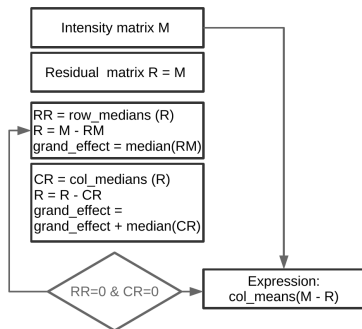 Intensity matrix M
Residual matrix R = M
RR = row_medians (R)
R = M - RM
grand_effect = median(RM)
CR = col_medians (R)
R = R - CR
grand_effect =
grand_effect + median(CR)
RR=0 & CR=0
Expression:
col_means(M - R)